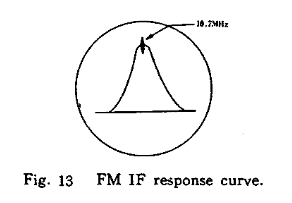 10.7MHz
Fig. 13 FM IF response curve.